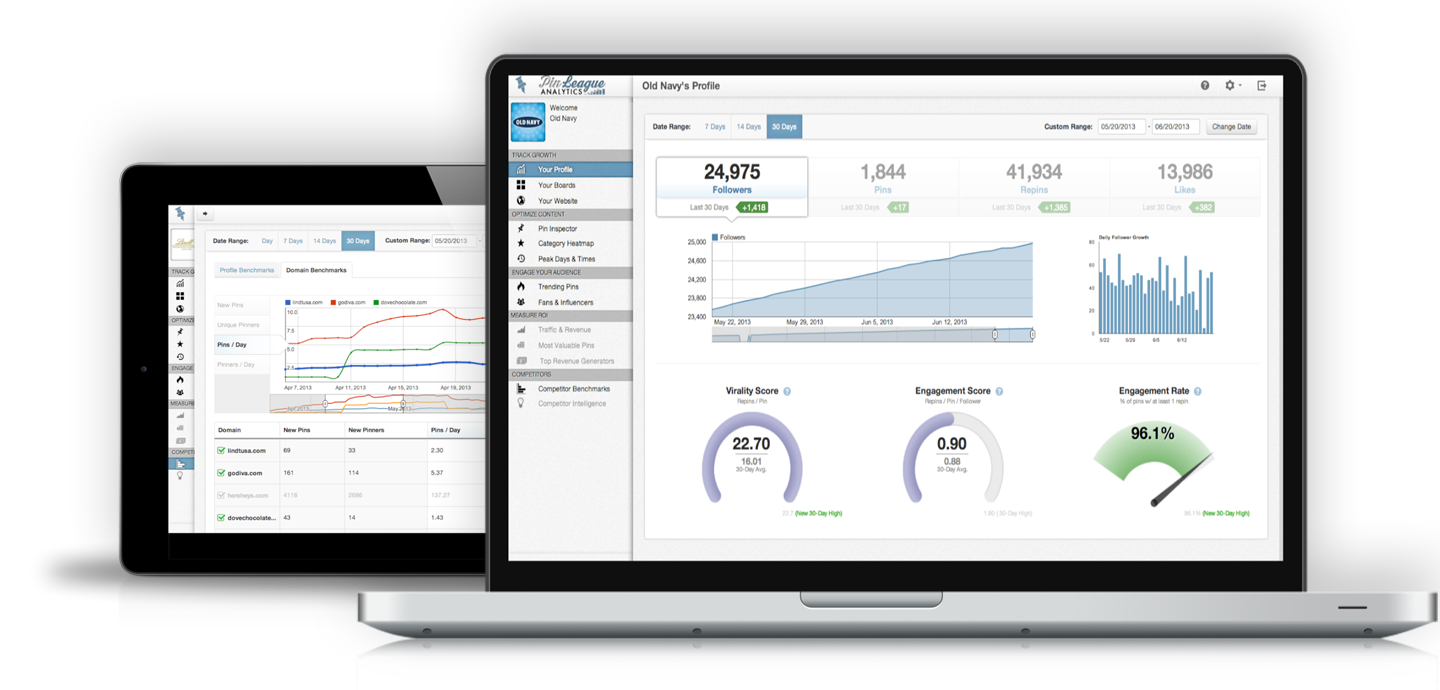 Pin League
ANALYTICS
Welcome
Old Navy
OLD NAVY
TRACK GROWTH
Your Profile
Your Boards
Your Website
OPTIMIZE CONTENT
Pin Inspector
Category Heatmap
Peak Days & Times
ENGAGE YOUR AUDIENCE
Trending Pins
Fans & Influencers
MEASURE ROI
Traffic & Revenue
Most Valuable Pins
Top Revenue Generators
COMPETITORS
Competitor Benchmarks
Competitor Intelligence
Old Navy's Profile
Date Range: 7 Days 14 Days 30 Days Custom Range: 05/20/2013 - 06/20/2013 Change Date
24,975 1,844 41,934 13,986
Followers Pins Repins Likes
Last 30 Days +1,418 Last 30 Days +17 Last 30 Days +1,385 Last 30 Days +382
Followers
25,000
24,600
24,200
23,800
23,400
May 22, 2013 May 29, 2013 Jun 5, 2013 Jun 12, 2013
Daily Follower Growth
80
60
40
20
0
5/22 5/29 6/5 6/12
Virality Score ? Engagement Score ? Engagement Rate ?
Repins / Pin Repins / Pin / Follower % of pins w/ at least 1 repin
22.70 0.90 96.1%
16.01 0.88
30-Day Avg. 30-Day Avg.
22.7 (New 30-Day High) 1.90 (30-Day High) 96.1% (New 30-Day High)
Date Range: Day 7 Days 14 Days 30 Days Custom Range: 05/20/2013 -
Profile Benchmarks Domain Benchmarks
TRACK G
OPTIMIZE
ENGAGE
MEASURE
COMPETI
New Pins
Unique Pinners
Pins / Day
Pinners / Day
lindtusa.com godiva.com dovechocolate.com
10.0
7.5
5.0
2.5
Apr 7, 2013 Apr 11, 2013 Apr 15, 2013 Apr 19, 2013
Apr 2013 May 2013
Domain New Pins New Pinners Pins / Day
lindtusa.com 69 33 2.30
godiva.com 161 114 5.37
hersheys.com 4118 2686 137.27
dovechocolate... 43 14 1.43